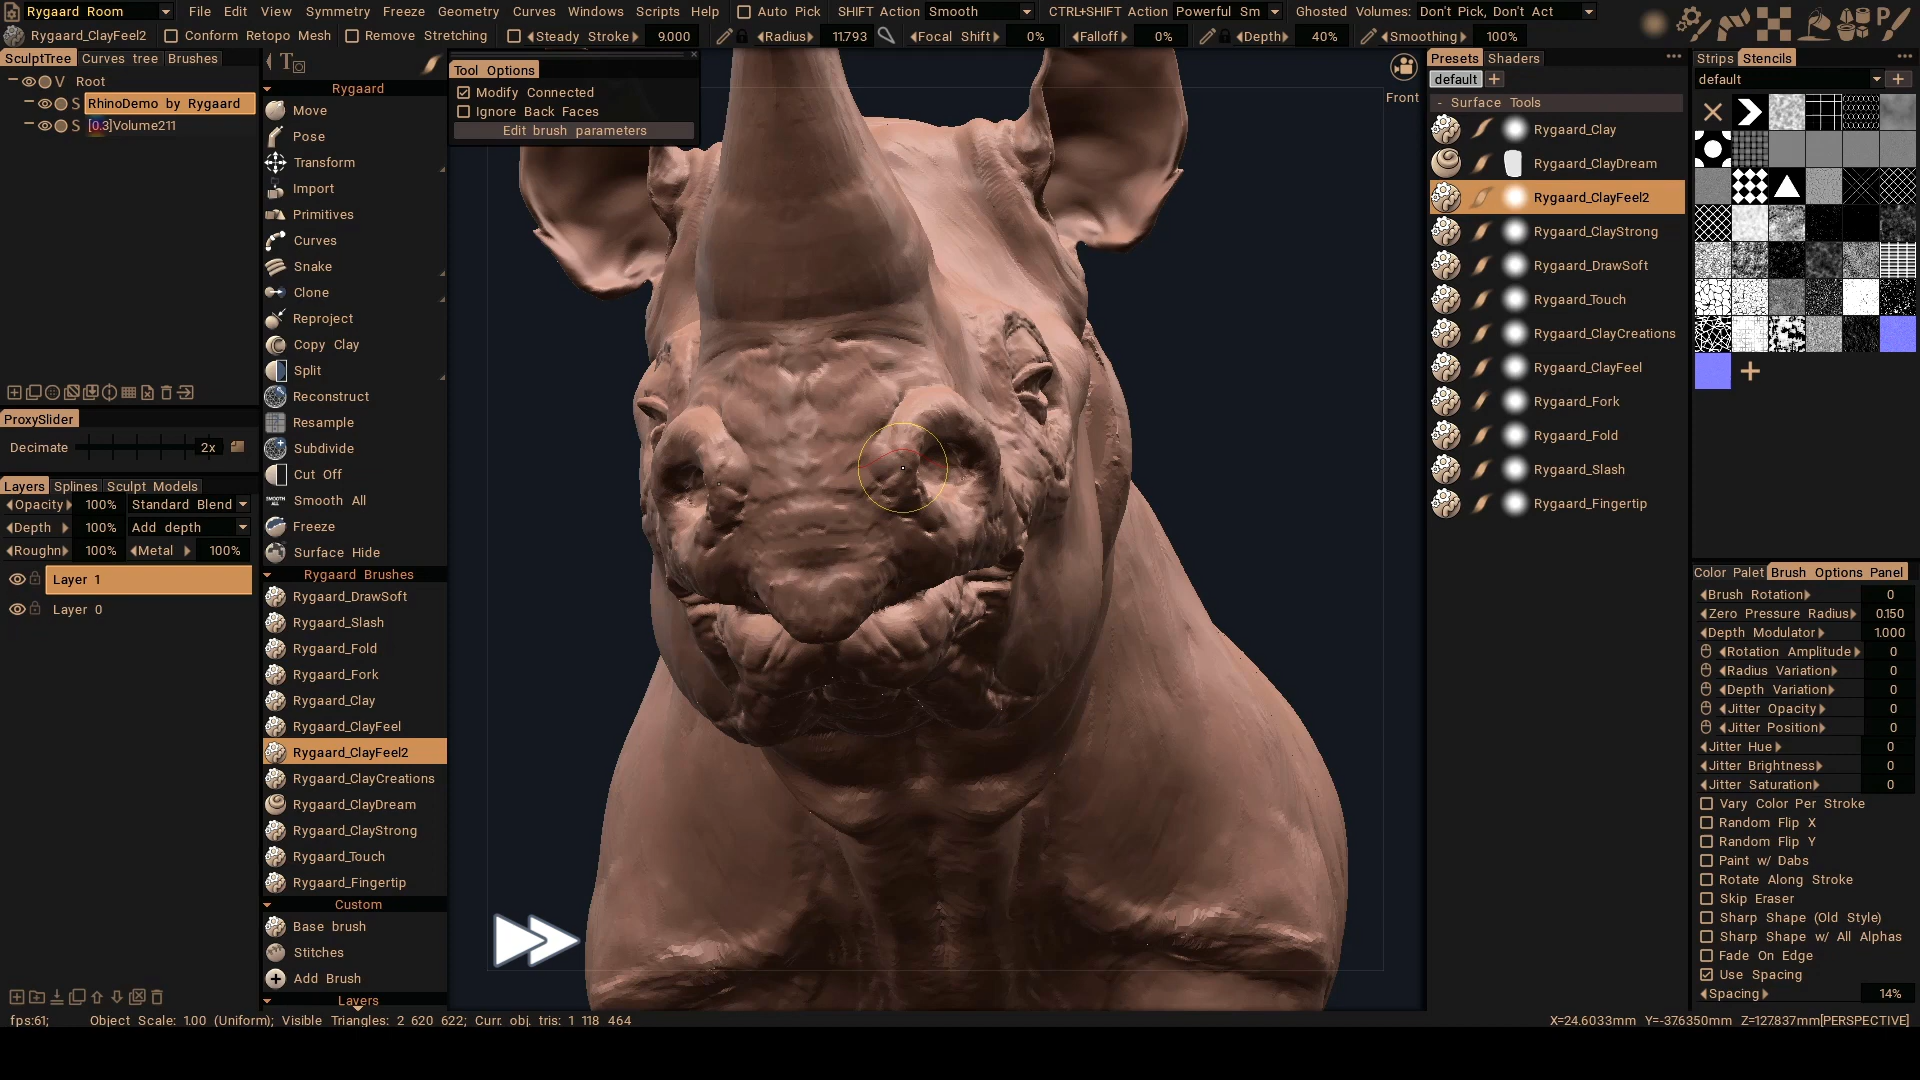 Rygaard Room File Edit View Symmetry Freeze Geometry Curves Windows Scripts Help Auto Pick SHIFT Action Smooth CTRL+SHIFT Action Powerful Sm Ghosted Volumes: Don't Pick, Don't Act
Rygaard_ClayFeel2 Conform Retopo Mesh Remove Stretching Steady Stroke 9.000 Radius 11.793 Focal Shift 0% Falloff 0% Depth 40% Smoothing 100%
SculptTree Curves tree Brushes
V Root
S RhinoDemo by Rygaard
S [0.3]Volume211
ProxySlider
Decimate 2x
Layers Splines Sculpt Models
Opacity 100% Standard Blend
Depth 100% Add depth
Roughn 100% Metal 100%
Layer 1
Layer 0
Rygaard
Move
Pose
Transform
Import
Primitives
Curves
Snake
Clone
Reproject
Copy Clay
Split
Reconstruct
Resample
Subdivide
Cut Off
SMOOTH ALL Smooth All
Freeze
Surface Hide
Rygaard Brushes
Rygaard_DrawSoft
Rygaard_Slash
Rygaard_Fold
Rygaard_Fork
Rygaard_Clay
Rygaard_ClayFeel
Rygaard_ClayFeel2
Rygaard_ClayCreations
Rygaard_ClayDream
Rygaard_ClayStrong
Rygaard_Touch
Rygaard_Fingertip
Custom
Base brush
Stitches
Add Brush
Layers
Tool Options
Modify Connected
Ignore Back Faces
Edit brush parameters
Front
Presets Shaders
default +
- Surface Tools
Rygaard_Clay
Rygaard_ClayDream
Rygaard_ClayFeel2
Rygaard_ClayStrong
Rygaard_DrawSoft
Rygaard_Touch
Rygaard_ClayCreations
Rygaard_ClayFeel
Rygaard_Fork
Rygaard_Fold
Rygaard_Slash
Rygaard_Fingertip
Strips Stencils
default
Color Palet Brush Options Panel
Brush Rotation 0
Zero Pressure Radius 0.150
Depth Modulator 1.000
Rotation Amplitude 0
Radius Variation 0
Depth Variation 0
Jitter Opacity 0
Jitter Position 0
Jitter Hue 0
Jitter Brightness 0
Jitter Saturation 0
Vary Color Per Stroke
Random Flip X
Random Flip Y
Paint w/ Dabs
Rotate Along Stroke
Skip Eraser
Sharp Shape (Old Style)
Sharp Shape w/ All Alphas
Fade On Edge
Use Spacing
Spacing 14%
fps:61; Object Scale: 1.00 (Uniform); Visible Triangles: 2 620 622; Curr. obj. tris: 1 118 464 X=24.6033mm Y=-37.6350mm Z=127.837mm[PERSPECTIVE]